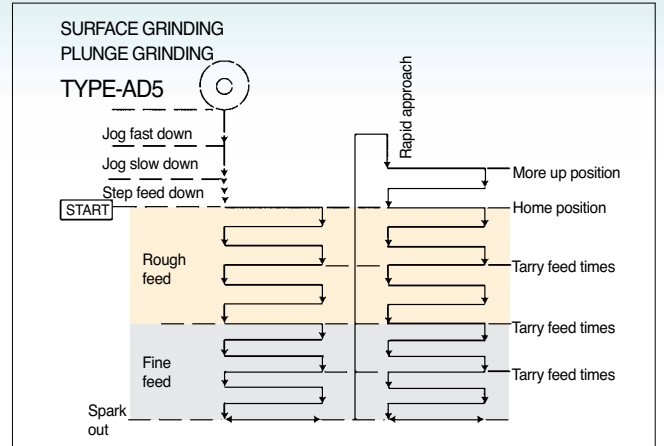 SURFACE GRINDING
PLUNGE GRINDING
TYPE-AD5
Jog fast down
Jog slow down
Step feed down
START
Rough
feed
Fine
feed
Spark
out
Rapid approach
More up position
Home position
Tarry feed times
Tarry feed times
Tarry feed times